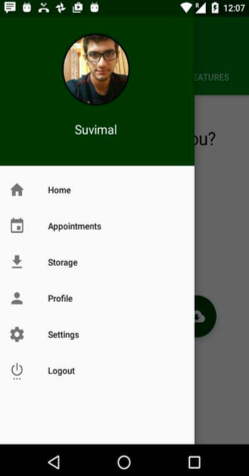 12:07
EATURES
Suvimal
ou?
Home
Appointments
Storage
Profile
Settings
Logout